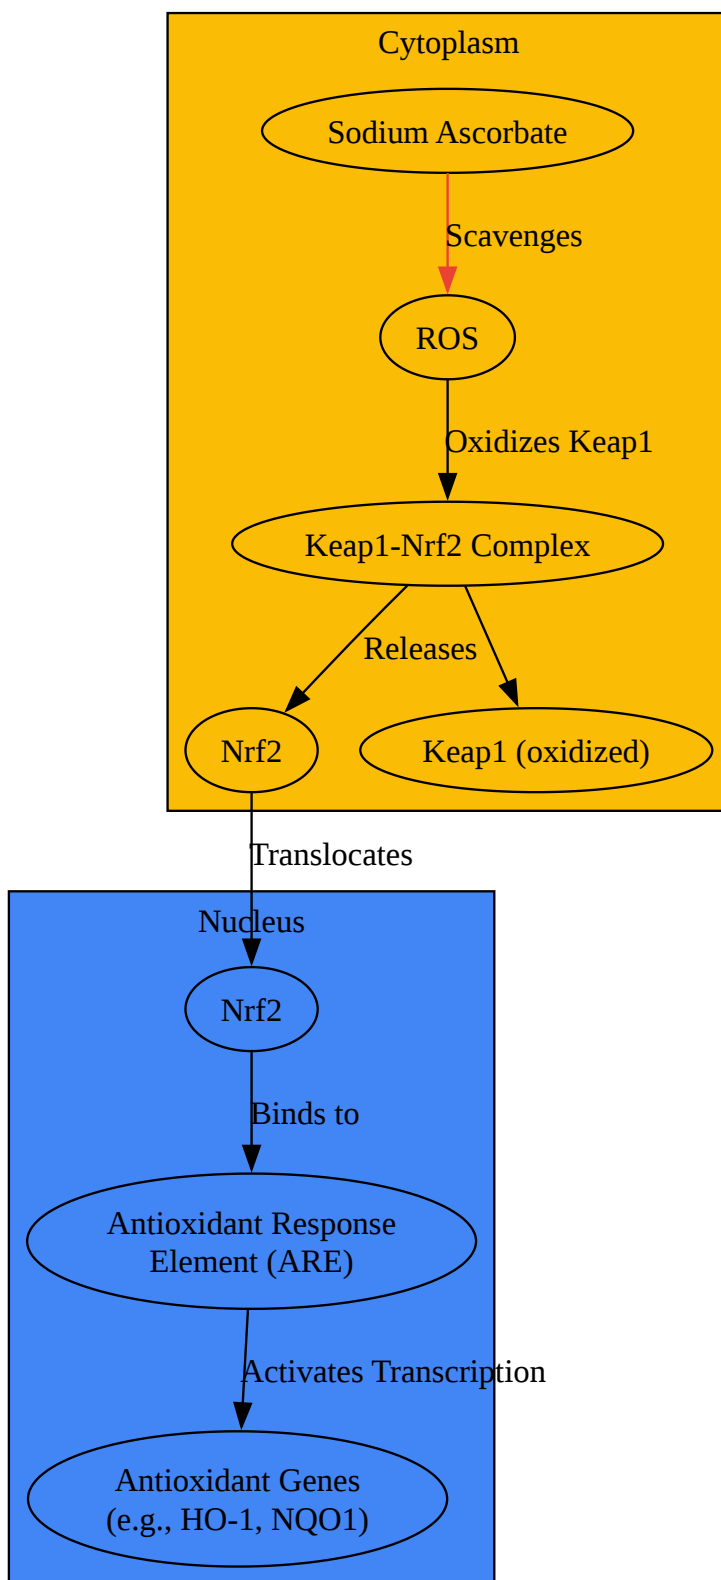 Cytoplasm
Sodium Ascorbate
Scavenges
ROS
Oxidizes Keap1
Keap1-Nrf2 Complex
Releases
Nrf2
Keap1 (oxidized)
Translocates
Nucleus
Nrf2
Binds to
Antioxidant Response
Element (ARE)
Activates Transcription
Antioxidant Genes
(e.g., HO-1, NQO1)